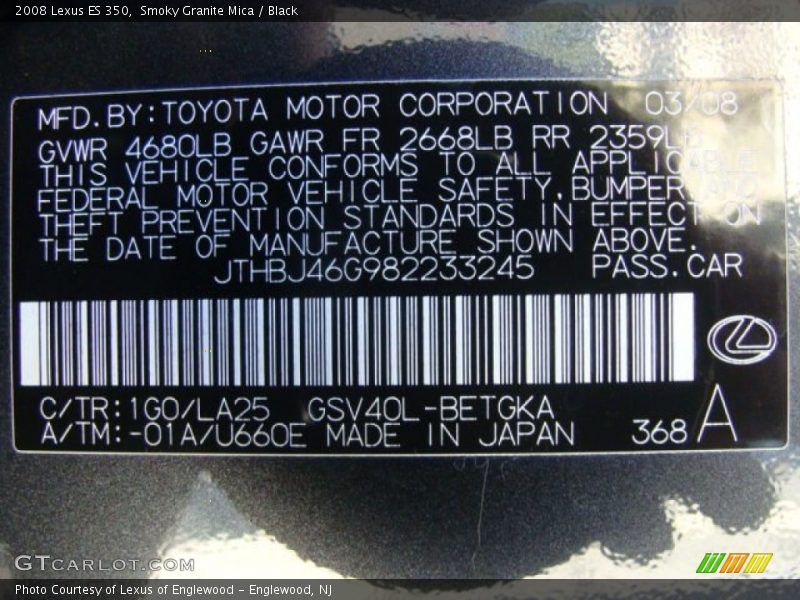 2008 Lexus ES 350,  Smoky Granite Mica / Black
MFD. BY: TOYOTA MOTOR CORPORATION 03/08
GVWR 4680LB GAWR FR 2668LB RR 2359LB
THIS VEHICLE CONFORMS TO ALL APPLICABLE
FEDERAL MOTOR VEHICLE SAFETY, BUMPER AND
THEFT PREVENTION STANDARDS IN EFFECT ON
THE DATE OF MANUFACTURE SHOWN ABOVE.
JTHBJ46G982233245 PASS. CAR
C/TR: 1G0/LA25 GSV40L-BETGKA
A/TM: -01A/U660E MADE IN JAPAN 368 A
GTCARLOT.COM
Photo Courtesy of Lexus of Englewood - Englewood, NJ